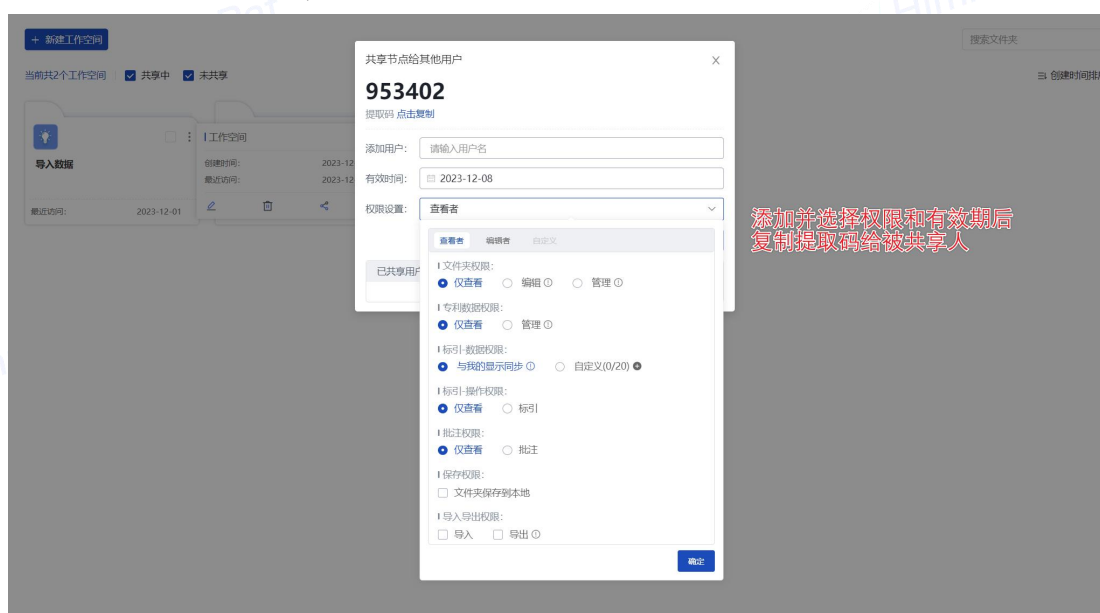 + 新建工作空间
搜索文件夹
当前共2个工作空间 共享中 未共享
创建时间排
导入数据
最近访问: 2023-12-01
工作空间
创建时间: 2023-12
最近访问: 2023-12
共享节点给其他用户
953402
提取码 点击复制
添加用户: 请输入用户名
有效时间: 2023-12-08
权限设置: 查看者
已共享用户
查看者 编辑者 自定义
文件夹权限:
仅查看 编辑 管理
专利数据权限:
仅查看 管理
标引-数据权限:
与我的显示同步 自定义(0/20)
标引-操作权限:
仅查看 标引
批注权限:
仅查看 批注
保存权限:
文件夹保存到本地
导入导出权限:
导入 导出
确定
添加并选择权限和有效期后
复制提取码给被共享人